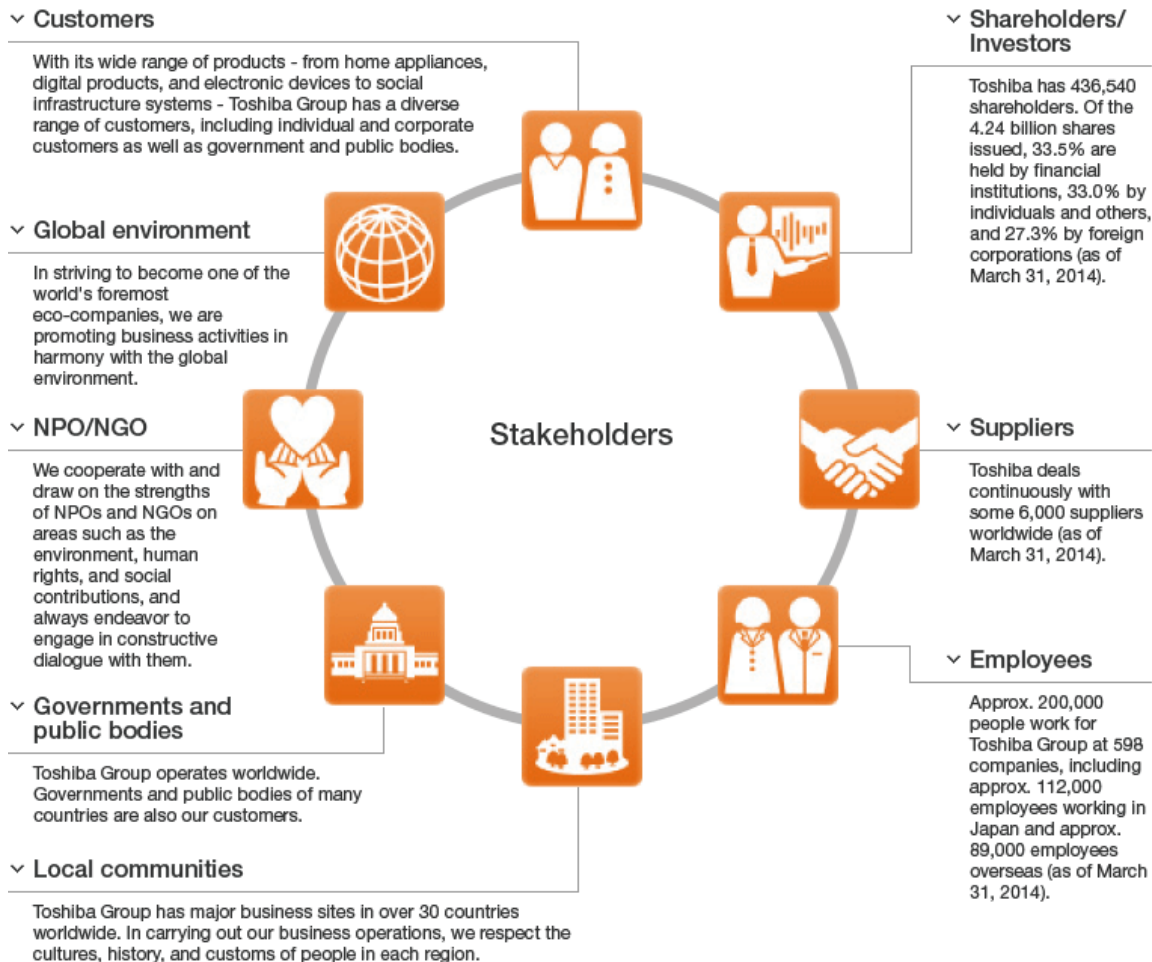 Customers
With its wide range of products - from home appliances,
digital products, and electronic devices to social
infrastructure systems - Toshiba Group has a diverse
range of customers, including individual and corporate
customers as well as government and public bodies.
Shareholders/
Investors
Toshiba has 436,540
shareholders. Of the
4.24 billion shares
issued, 33.5% are
held by financial
institutions, 33.0% by
individuals and others,
and 27.3% by foreign
corporations (as of
March 31, 2014).
Global environment
In striving to become one of the
world's foremost
eco-companies, we are
promoting business activities in
harmony with the global
environment.
NPO/NGO
We cooperate with and
draw on the strengths
of NPOs and NGOs on
areas such as the
environment, human
rights, and social
contributions, and
always endeavor to
engage in constructive
dialogue with them.
Stakeholders
Suppliers
Toshiba deals
continuously with
some 6,000 suppliers
worldwide (as of
March 31, 2014).
Governments and
public bodies
Toshiba Group operates worldwide.
Governments and public bodies of many
countries are also our customers.
Employees
Approx. 200,000
people work for
Toshiba Group at 598
companies, including
approx. 112,000
employees working in
Japan and approx.
89,000 employees
overseas (as of March
31, 2014).
Local communities
Toshiba Group has major business sites in over 30 countries
worldwide. In carrying out our business operations, we respect the
cultures, history, and customs of people in each region.